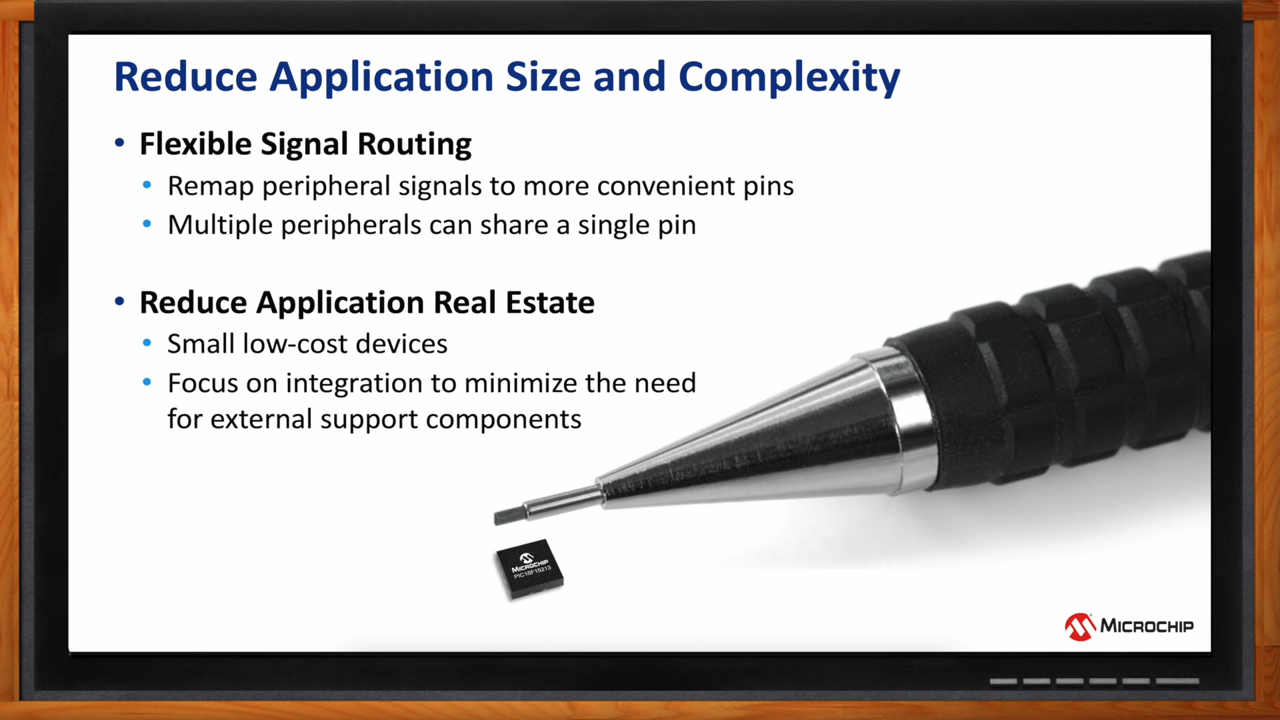 Reduce Application Size and Complexity
• Flexible Signal Routing
• Remap peripheral signals to more convenient pins
• Multiple peripherals can share a single pin
• Reduce Application Real Estate
• Small low-cost devices
• Focus on integration to minimize the need
for external support components
MICROCHIP
PIC16F15213
MICROCHIP